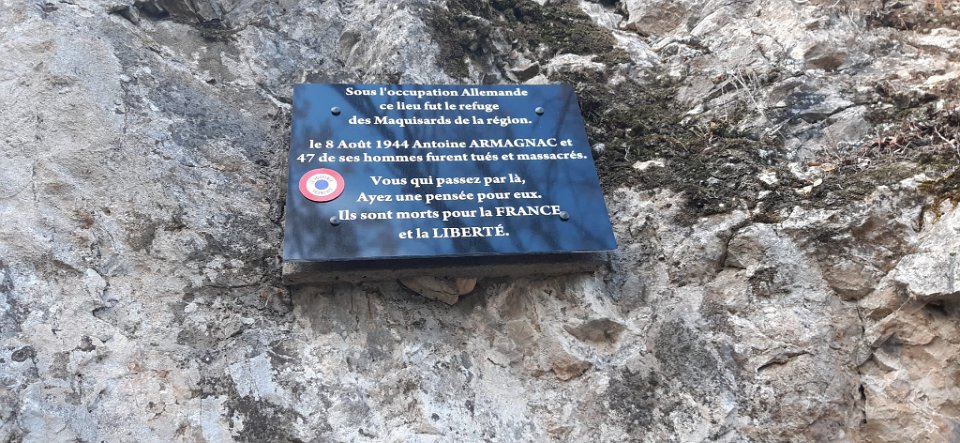 Sous l'occupation Allemande
ce lieu fut le refuge
des Maquisards de la région.
le 8 Août 1944 Antoine ARMAGNAC et
47 de ses hommes furent tués et massacrés.
Vous qui passez par là,
Ayez une pensée pour eux.
Ils sont morts pour la FRANCE
et la LIBERTÉ.